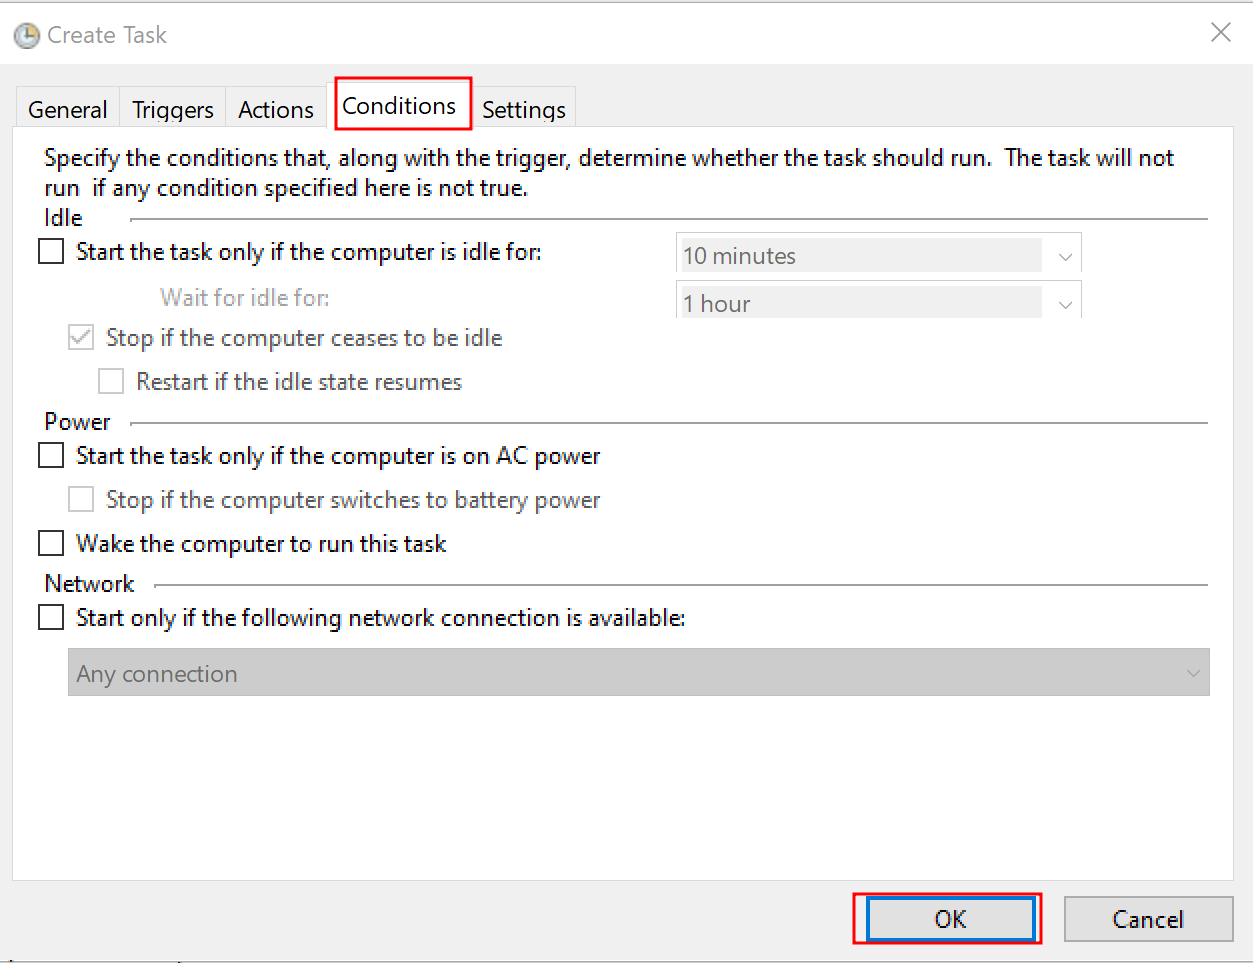 Create Task
General Triggers Actions Conditions Settings
Specify the conditions that, along with the trigger, determine whether the task should run.  The task will not
run  if any condition specified here is not true.
Idle
Start the task only if the computer is idle for: 10 minutes
Wait for idle for: 1 hour
Stop if the computer ceases to be idle
Restart if the idle state resumes
Power
Start the task only if the computer is on AC power
Stop if the computer switches to battery power
Wake the computer to run this task
Network
Start only if the following network connection is available:
Any connection
OK Cancel